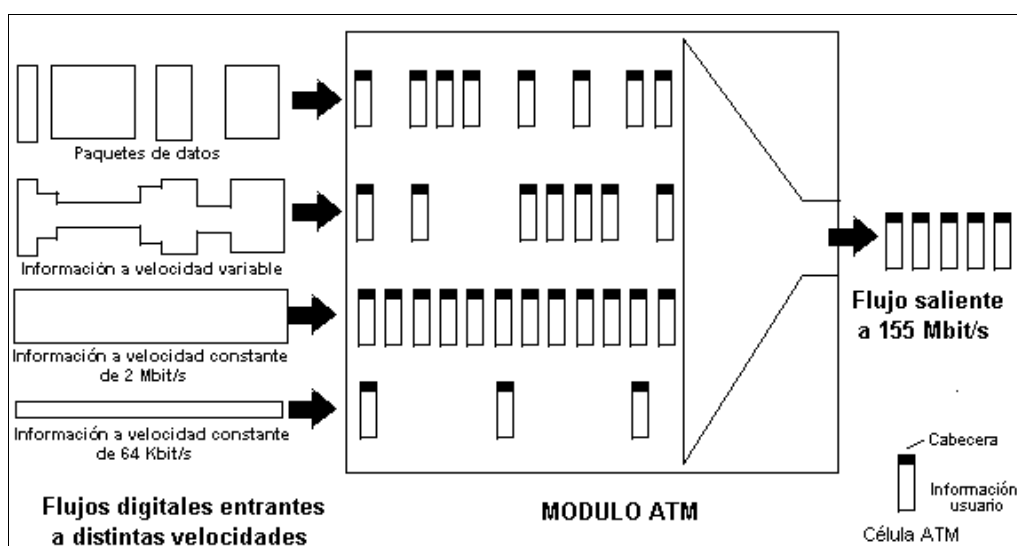 Paquetes de datos
Información a velocidad variable
Información a velocidad constante
de 2 Mbit/s
Información a velocidad constante
de 64 Kbit/s
Flujos digitales entrantes
a distintas velocidades
MODULO ATM
Flujo saliente
a 155 Mbit/s
Cabecera
Información
usuario
Célula ATM